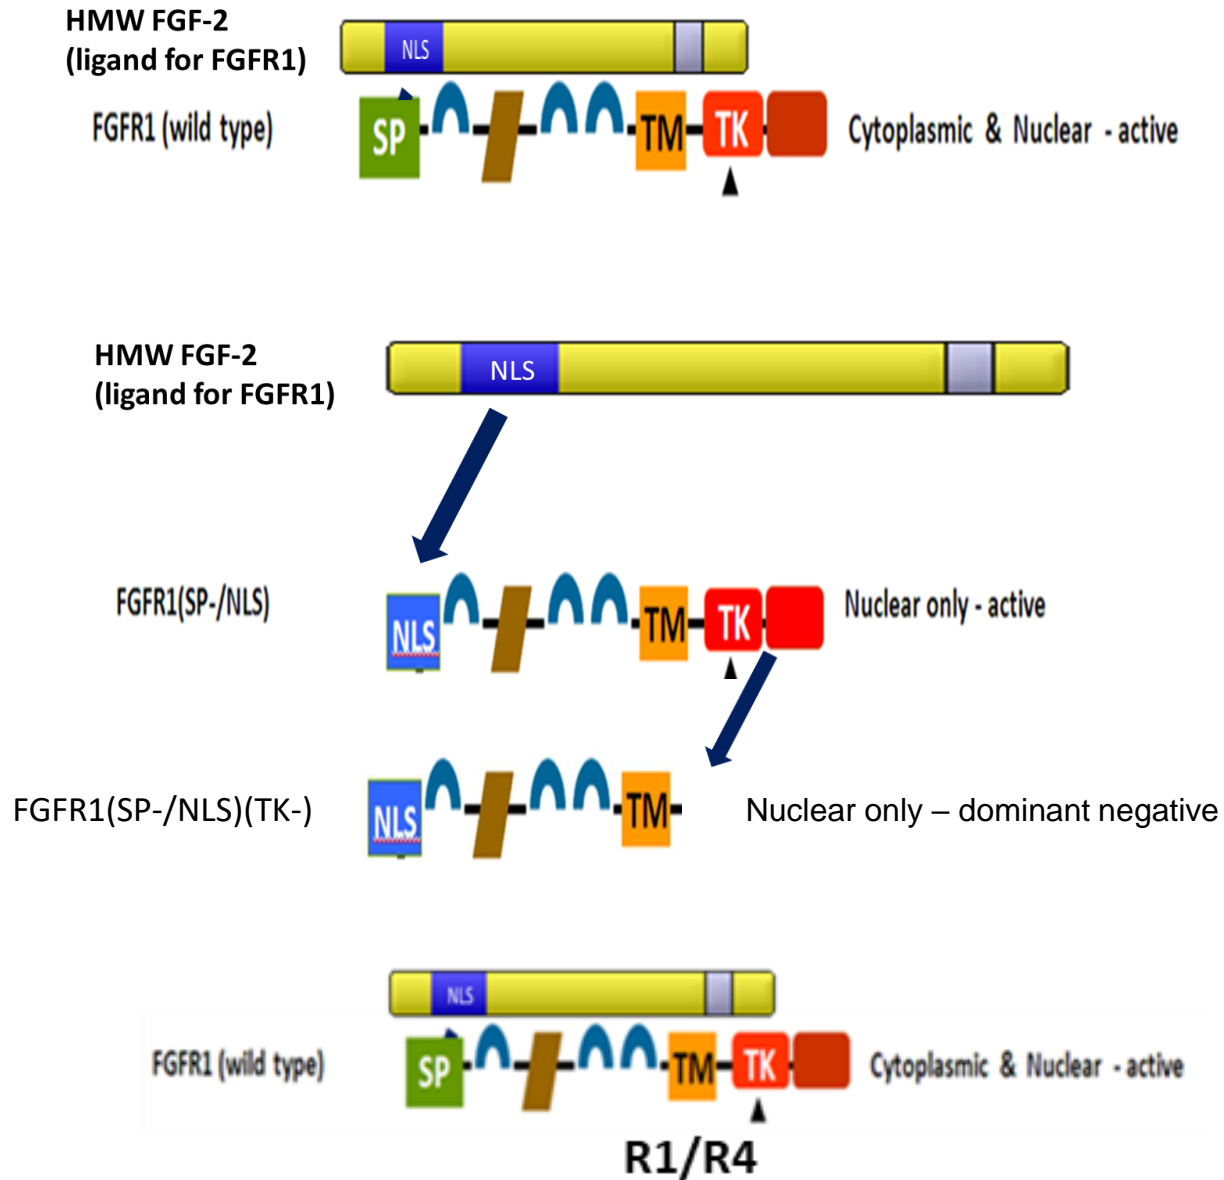 HMW FGF-2
(ligand for FGFR1)
NLS
FGFR1 (wild type)
SP
TM
TK
Cytoplasmic & Nuclear - active
HMW FGF-2
(ligand for FGFR1)
NLS
FGFR1(SP-/NLS)
NLS
TM
TK
Nuclear only - active
FGFR1(SP-/NLS)(TK-)
NLS
TM
Nuclear only – dominant negative
NLS
FGFR1 (wild type)
SP
TM
TK
Cytoplasmic & Nuclear - active
R1/R4